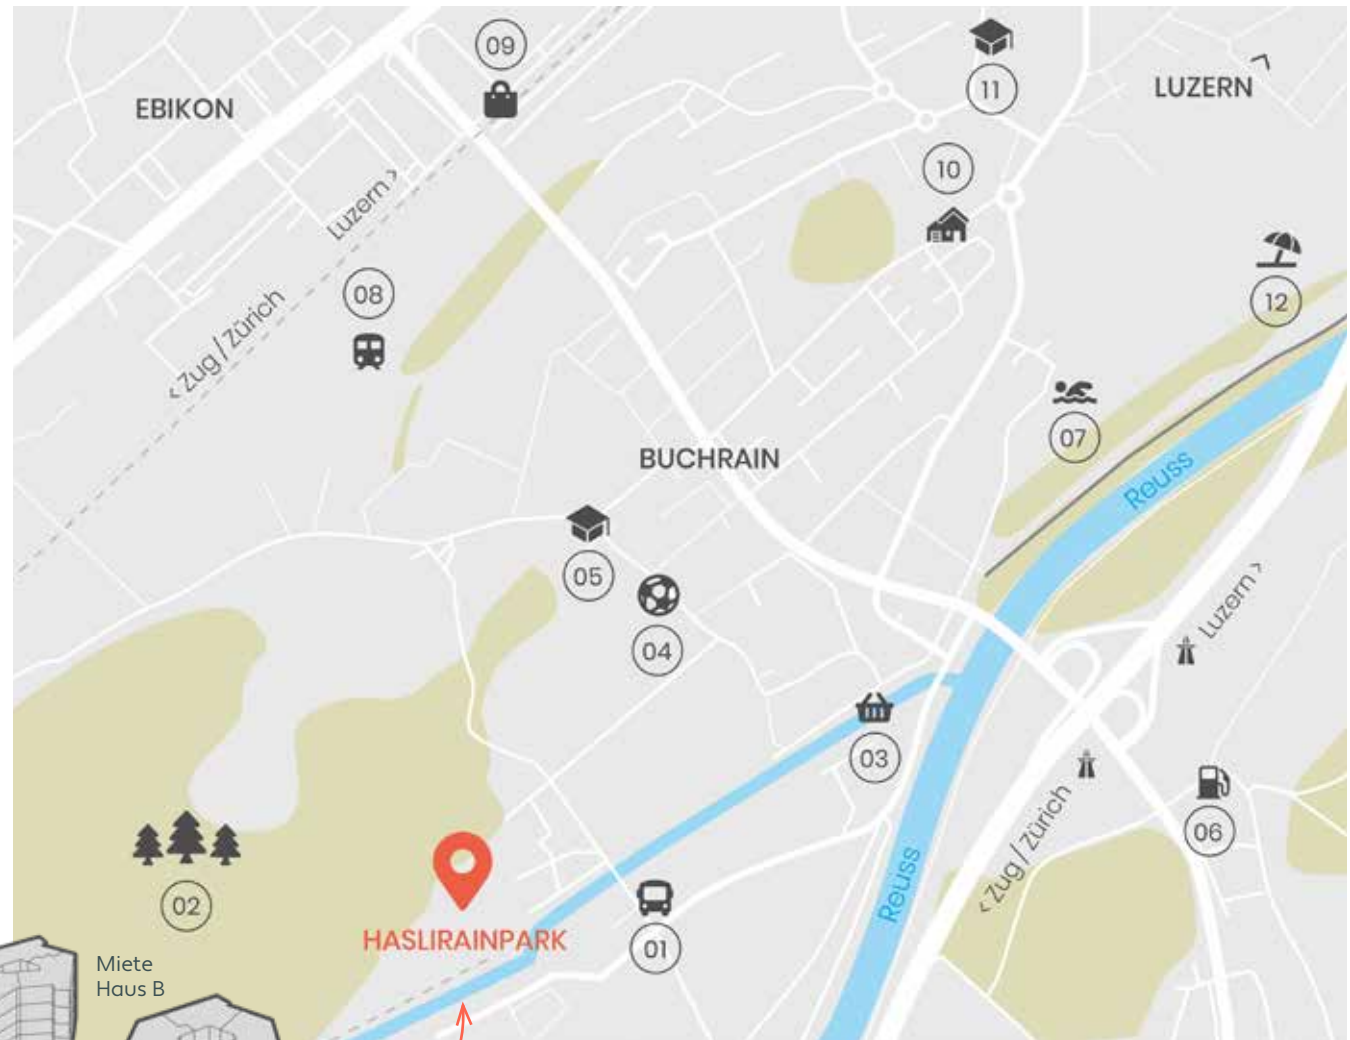 09
11
LUZERN
EBIKON
10
Luzern >
12
08
< Zug / Zürich
07
BUCHRAIN
Reuss
05
04
Luzern >
03
< Zug / Zürich
06
Reuss
02
HASLIRAINPARK
01
Miete
Haus B